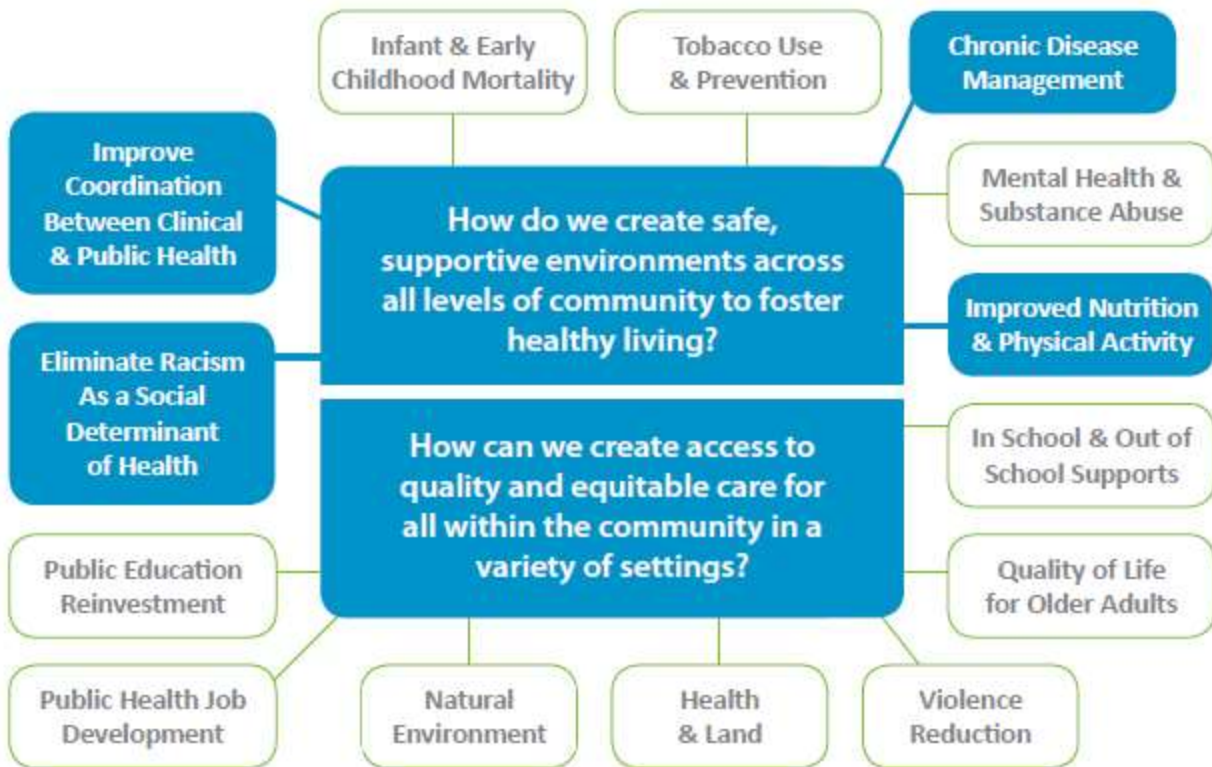 Infant & Early
Childhood Mortality
Tobacco Use
& Prevention
Chronic Disease
Management
Improve
Coordination
Between Clinical
& Public Health
How do we create safe,
supportive environments across
all levels of community to foster
healthy living?
Mental Health &
Substance Abuse
Improved Nutrition
& Physical Activity
Eliminate Racism
As a Social
Determinant
of Health
How can we create access to
quality and equitable care for
all within the community in a
variety of settings?
In School & Out of
School Supports
Public Education
Reinvestment
Quality of Life
for Older Adults
Public Health Job
Development
Natural
Environment
Health
& Land
Violence
Reduction